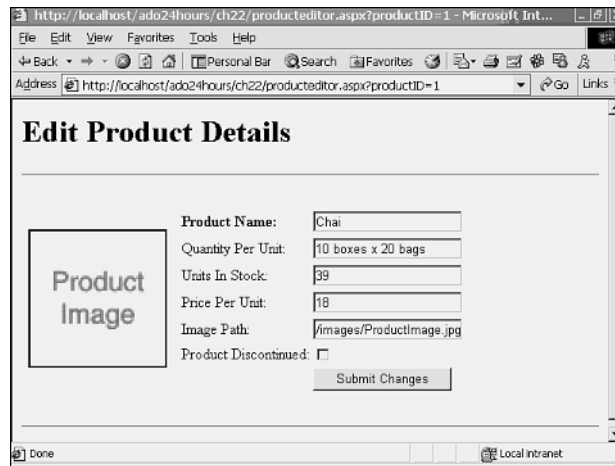 http://localhost/ado24hours/ch22/producteditor.aspx?productID=1 - Microsoft Int...
File Edit View Favorites Tools Help
Back Personal Bar Search Favorites
Address http://localhost/ado24hours/ch22/producteditor.aspx?productID=1 Go Links
Edit Product Details
Product Image
Product Name: Chai
Quantity Per Unit: 10 boxes x 20 bags
Units In Stock: 39
Price Per Unit: 18
Image Path: /images/ProductImage.jpg
Product Discontinued:
Submit Changes
Done Local intranet